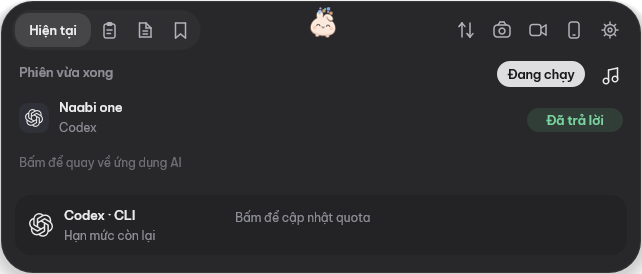 Hiện tại
Phiên vừa xong
Đang chạy
Naabi one
Codex
Đã trả lời
Bấm để quay về ứng dụng AI
Codex · CLI
Hạn mức còn lại
Bấm để cập nhật quota